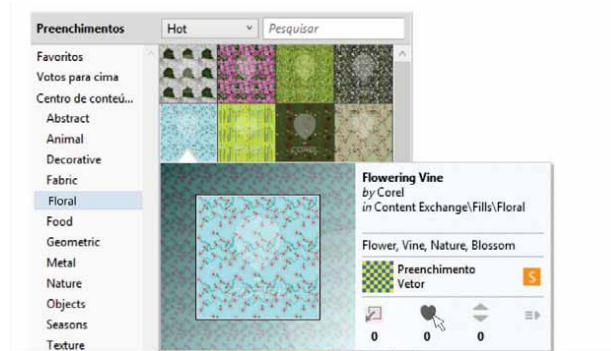 Preenchimentos
Hot
Pesquisar
Favoritos
Votos para cima
Centro de conteú...
Abstract
Animal
Decorative
Fabric
Floral
Food
Geometric
Metal
Nature
Objects
Seasons
Texture
COREL
Flowering Vine
by Corel
in Content Exchange\Fills\Floral
Flower, Vine, Nature, Blossom
Preenchimento
Vetor
S
0 0 0